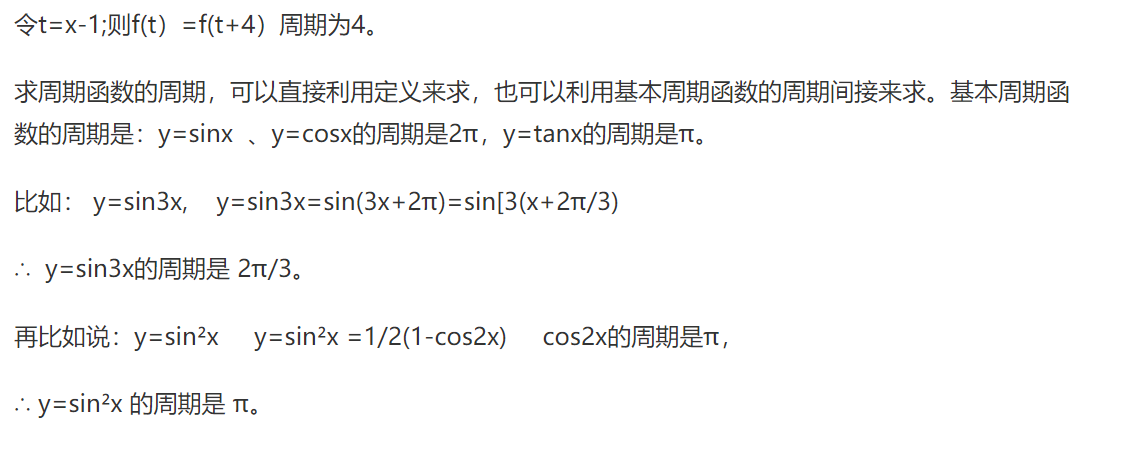 令t=x-1;则f(t）=f(t+4）周期为4。
求周期函数的周期，可以直接利用定义来求，也可以利用基本周期函数的周期间接来求。基本周期函
数的周期是：y=sinx 、y=cosx的周期是2π，y=tanx的周期是π。
比如： y=sin3x, y=sin3x=sin(3x+2π)=sin[3(x+2π/3)
∴ y=sin3x的周期是 2π/3。
再比如说：y=sin²x y=sin²x =1/2(1-cos2x) cos2x的周期是π，
∴ y=sin²x 的周期是 π。